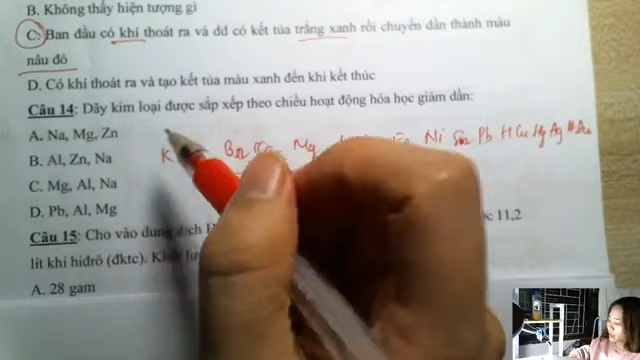 B. Không thấy hiện tượng gì
C. Ban đầu có khí thoát ra và dd có kết tủa trắng xanh rồi chuyển dần thành màu
nâu đỏ
D. Có khí thoát ra và tạo kết tủa màu xanh đến khi kết thúc
Câu 14: Dãy kim loại được sắp xếp theo chiều hoạt động hóa học giảm dần:
A. Na, Mg, Zn
K Ba Ca Mg Ni Sn Pb H Cu Hg Ag
B. Al, Zn, Na
C. Mg, Al, Na
D. Pb, Al, Mg
Câu 15: Cho vào dung dịch 11,2
lít khí hiđrô (đktc).
A. 28 gam